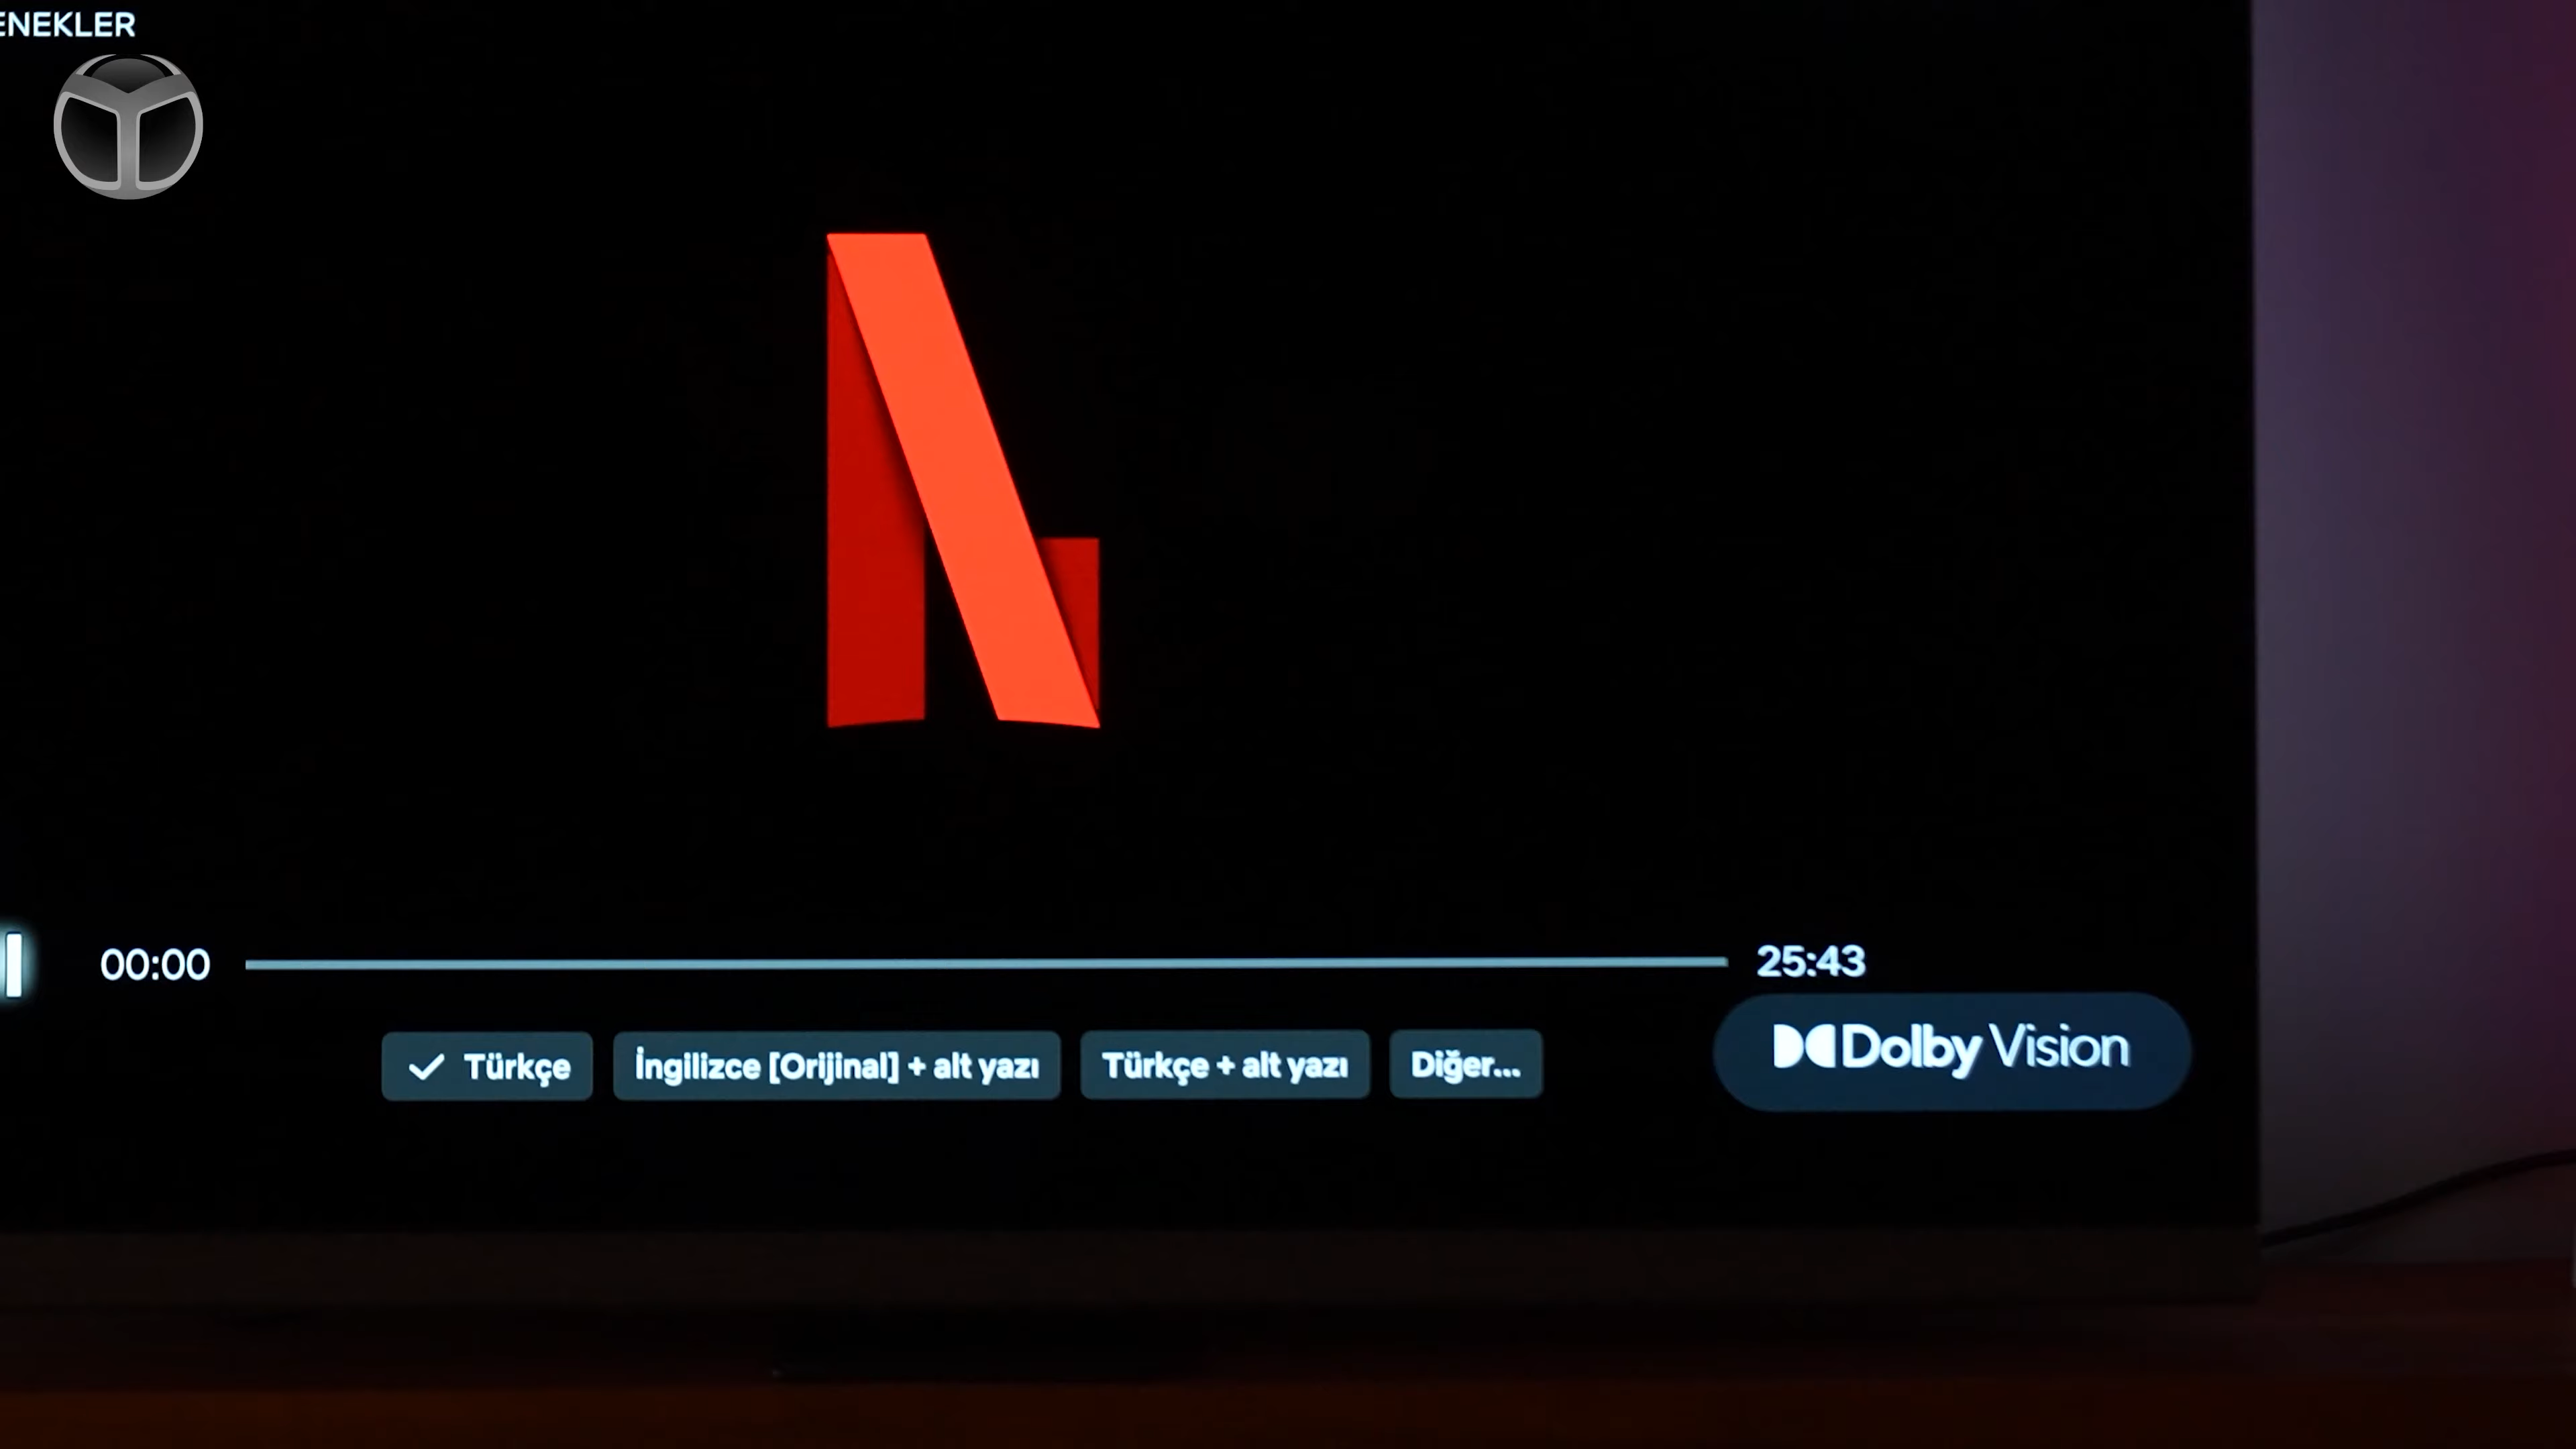 ENEKLER
00:00
25:43
Türkçe
İngilizce [Orijinal] + alt yazı
Türkçe + alt yazı
Diğer...
Dolby Vision